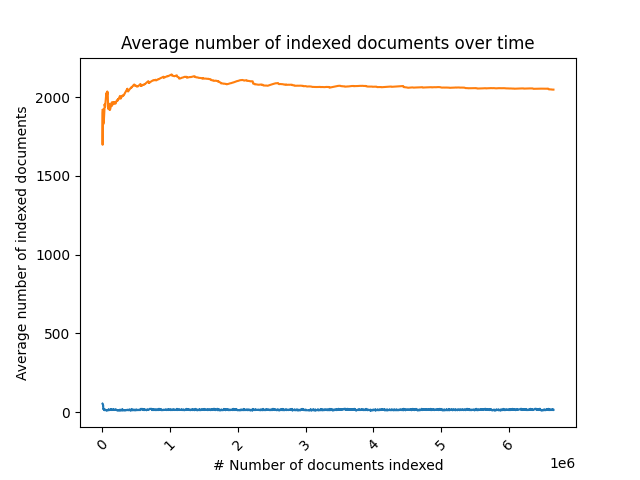 Average number of indexed documents over time
Average number of indexed documents
2000
1500
1000
500
0
0 1 2 3 4 5 6
1e6
# Number of documents indexed